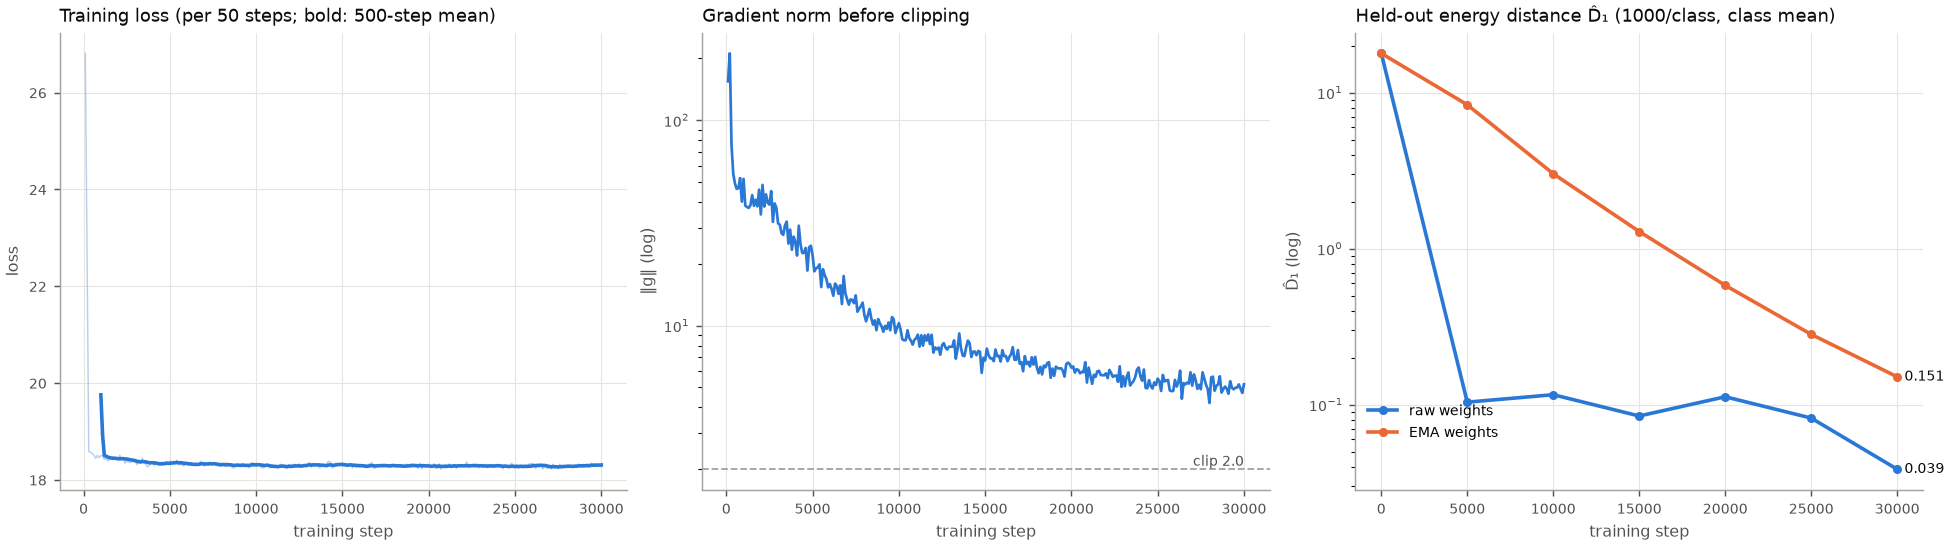 Training loss (per 50 steps; bold: 500-step mean)
26
24
22
20
18
loss
0 5000 10000 15000 20000 25000 30000
training step
Gradient norm before clipping
10²
10¹
‖g‖ (log)
clip 2.0
0 5000 10000 15000 20000 25000 30000
training step
Held-out energy distance D̂₁ (1000/class, class mean)
10¹
10⁰
10⁻¹
D̂₁ (log)
0.151
0.039
raw weights
EMA weights
0 5000 10000 15000 20000 25000 30000
training step